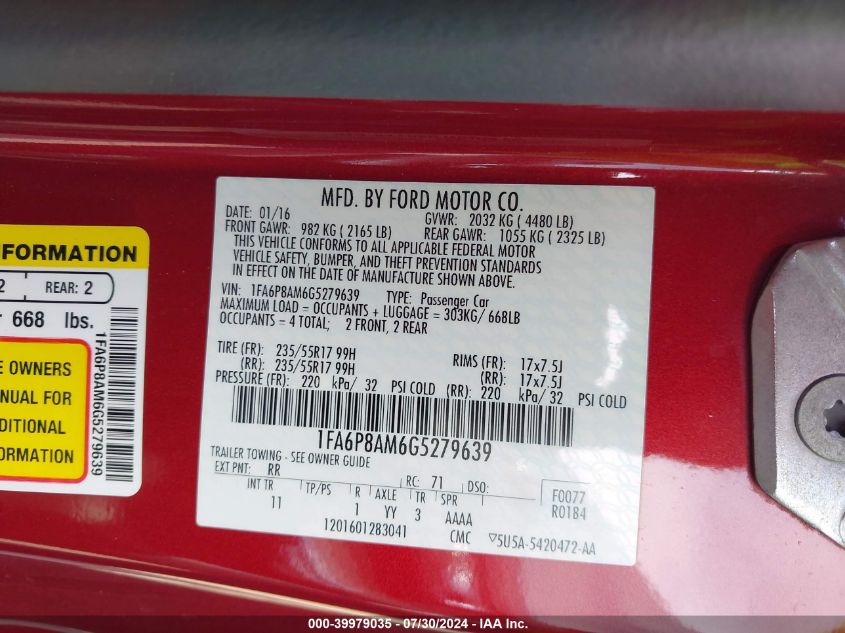 MFD. BY FORD MOTOR CO.
DATE: 01/16 GVWR: 2032 KG ( 4480 LB)
FRONT GAWR: 982 KG ( 2165 LB) REAR GAWR: 1055 KG ( 2325 LB)
THIS VEHICLE CONFORMS TO ALL APPLICABLE FEDERAL MOTOR
VEHICLE SAFETY, BUMPER, AND THEFT PREVENTION STANDARDS
IN EFFECT ON THE DATE OF MANUFACTURE SHOWN ABOVE.
VIN: 1FA6P8AM6G5279639 TYPE: Passenger Car
MAXIMUM LOAD = OCCUPANTS + LUGGAGE = 303KG/ 668LB
OCCUPANTS = 4 TOTAL; 2 FRONT, 2 REAR
TIRE (FR): 235/55R17 99H RIMS (FR): 17x7.5J
(RR): 235/55R17 99H (RR): 17x7.5J
PRESSURE (FR): 220 kPa/ 32 PSI COLD (RR): 220 kPa/ 32 PSI COLD
1FA6P8AM6G5279639
TRAILER TOWING - SEE OWNER GUIDE
EXT PNT: RR RC: 71 DSO: F0077
R0184
INT TR TP/PS R AXLE TR SPR
11 1 YY 3 AAAA
1201601283041 CMC ▽5U5A-5420472-AA
FORMATION
2 REAR: 2
668 lbs.
OWNERS
MANUAL FOR
DITIONAL
FORMATION
1FA6P8AM6G5279639
000-39979035 - 07/30/2024 - IAA, Inc.